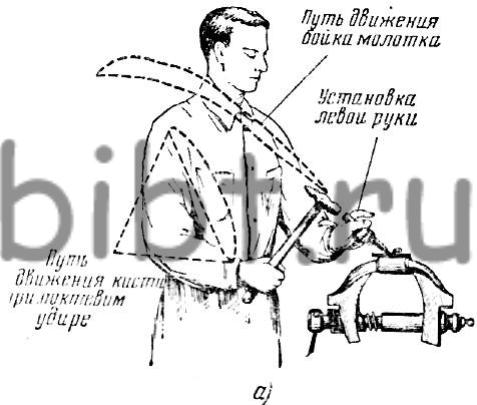 Путь движения
бойка молотка
Установка
левой руки
bibt.ru
Путь
движения кисти
при локтевом
ударе
а)